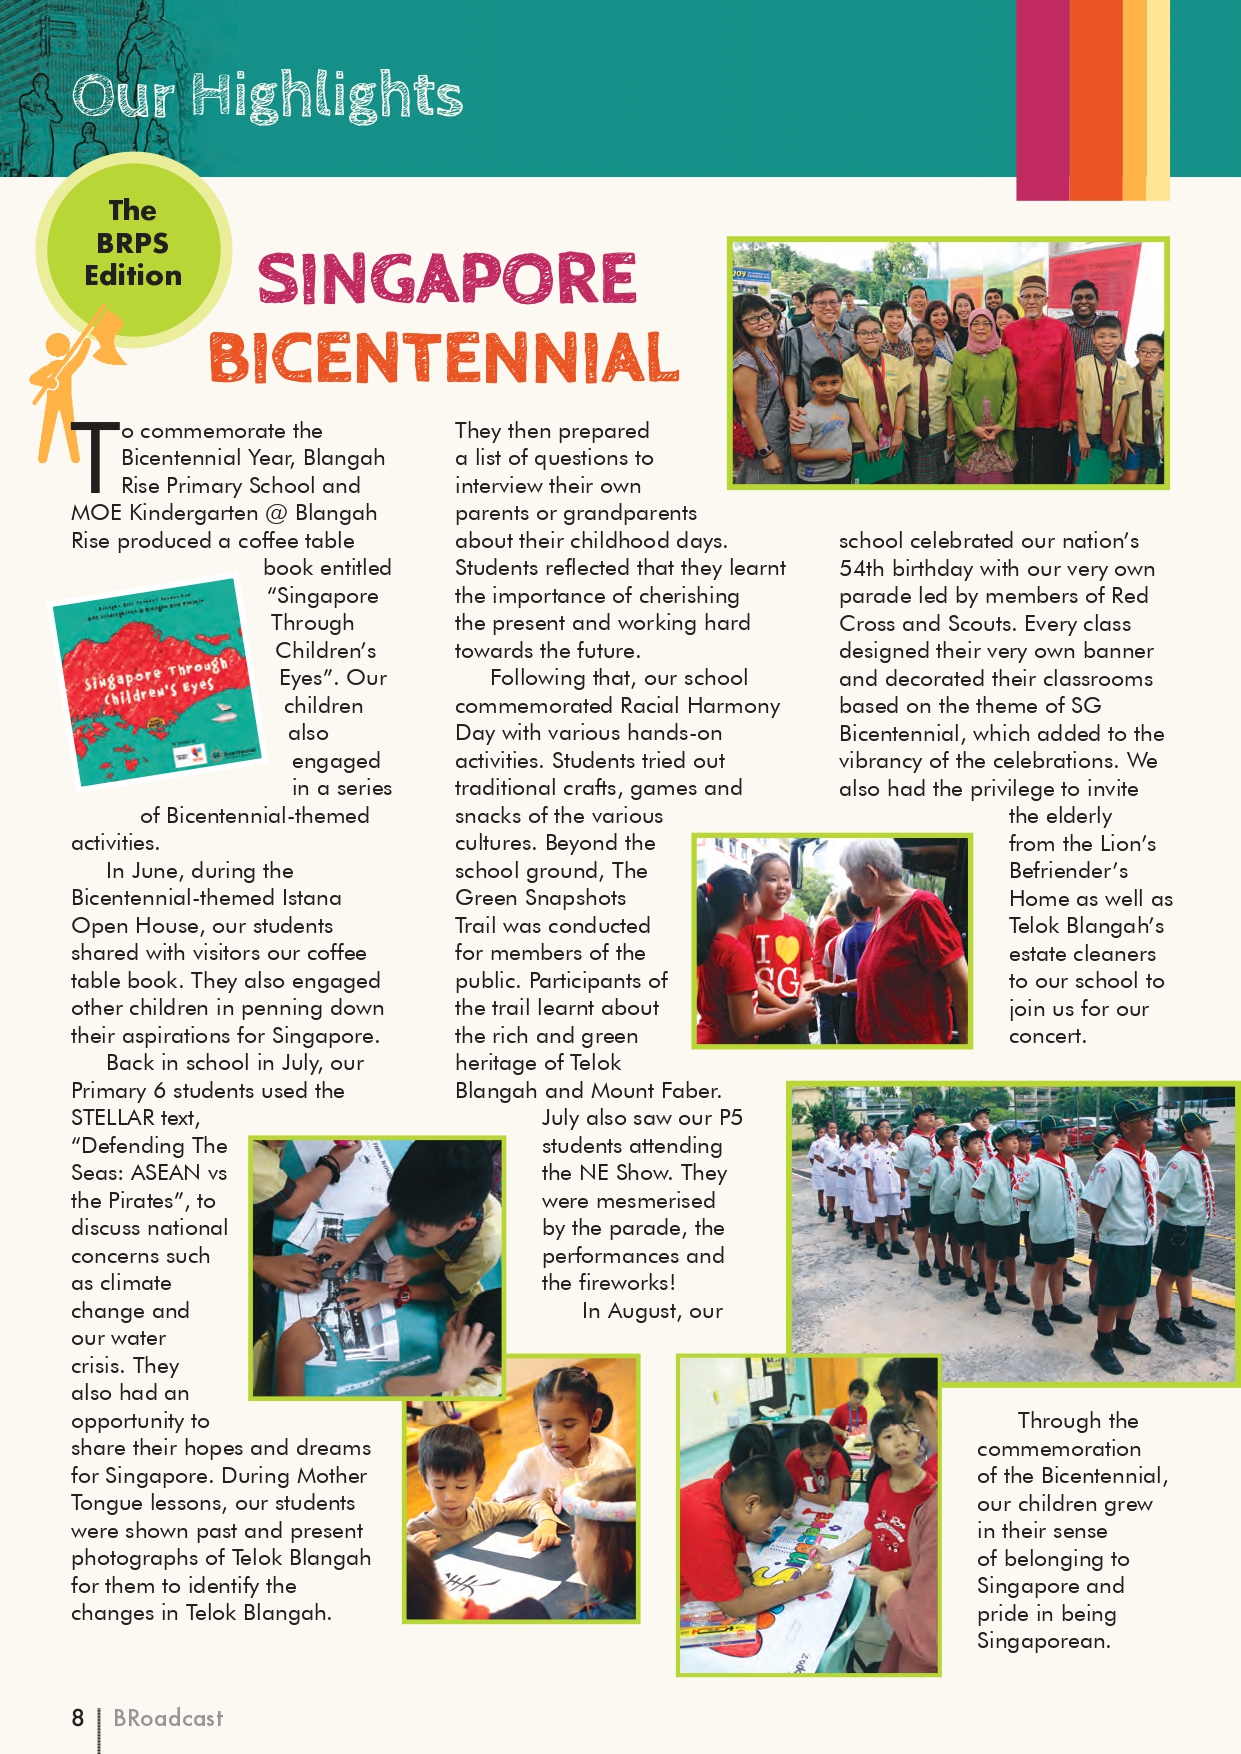 Our Highlights
The
BRPS
Edition
SINGAPORE
BICENTENNIAL
To commemorate the
Bicentennial Year, Blangah
Rise Primary School and
MOE Kindergarten @ Blangah
Rise produced a coffee table
book entitled
“Singapore
Through
Children’s
Eyes”. Our
children
also
engaged
in a series
of Bicentennial-themed
activities.
Singapore Through
Children's Eyes
In June, during the
Bicentennial-themed Istana
Open House, our students
shared with visitors our coffee
table book. They also engaged
other children in penning down
their aspirations for Singapore.
Back in school in July, our
Primary 6 students used the
STELLAR text,
“Defending The
Seas: ASEAN vs
the Pirates”, to
discuss national
concerns such
as climate
change and
our water
crisis. They
also had an
opportunity to
share their hopes and dreams
for Singapore. During Mother
Tongue lessons, our students
were shown past and present
photographs of Telok Blangah
for them to identify the
changes in Telok Blangah.
They then prepared
a list of questions to
interview their own
parents or grandparents
about their childhood days.
Students reflected that they learnt
the importance of cherishing
the present and working hard
towards the future.
Following that, our school
commemorated Racial Harmony
Day with various hands-on
activities. Students tried out
traditional crafts, games and
snacks of the various
cultures. Beyond the
school ground, The
Green Snapshots
Trail was conducted
for members of the
public. Participants of
the trail learnt about
the rich and green
heritage of Telok
Blangah and Mount Faber.
July also saw our P5
students attending
the NE Show. They
were mesmerised
by the parade, the
performances and
the fireworks!
In August, our
school celebrated our nation’s
54th birthday with our very own
parade led by members of Red
Cross and Scouts. Every class
designed their very own banner
and decorated their classrooms
based on the theme of SG
Bicentennial, which added to the
vibrancy of the celebrations. We
also had the privilege to invite
the elderly
from the Lion’s
Befriender’s
Home as well as
Telok Blangah’s
estate cleaners
to our school to
join us for our
concert.
I
SG
Through the
commemoration
of the Bicentennial,
our children grew
in their sense
of belonging to
Singapore and
pride in being
Singaporean.
8
BRoadcast